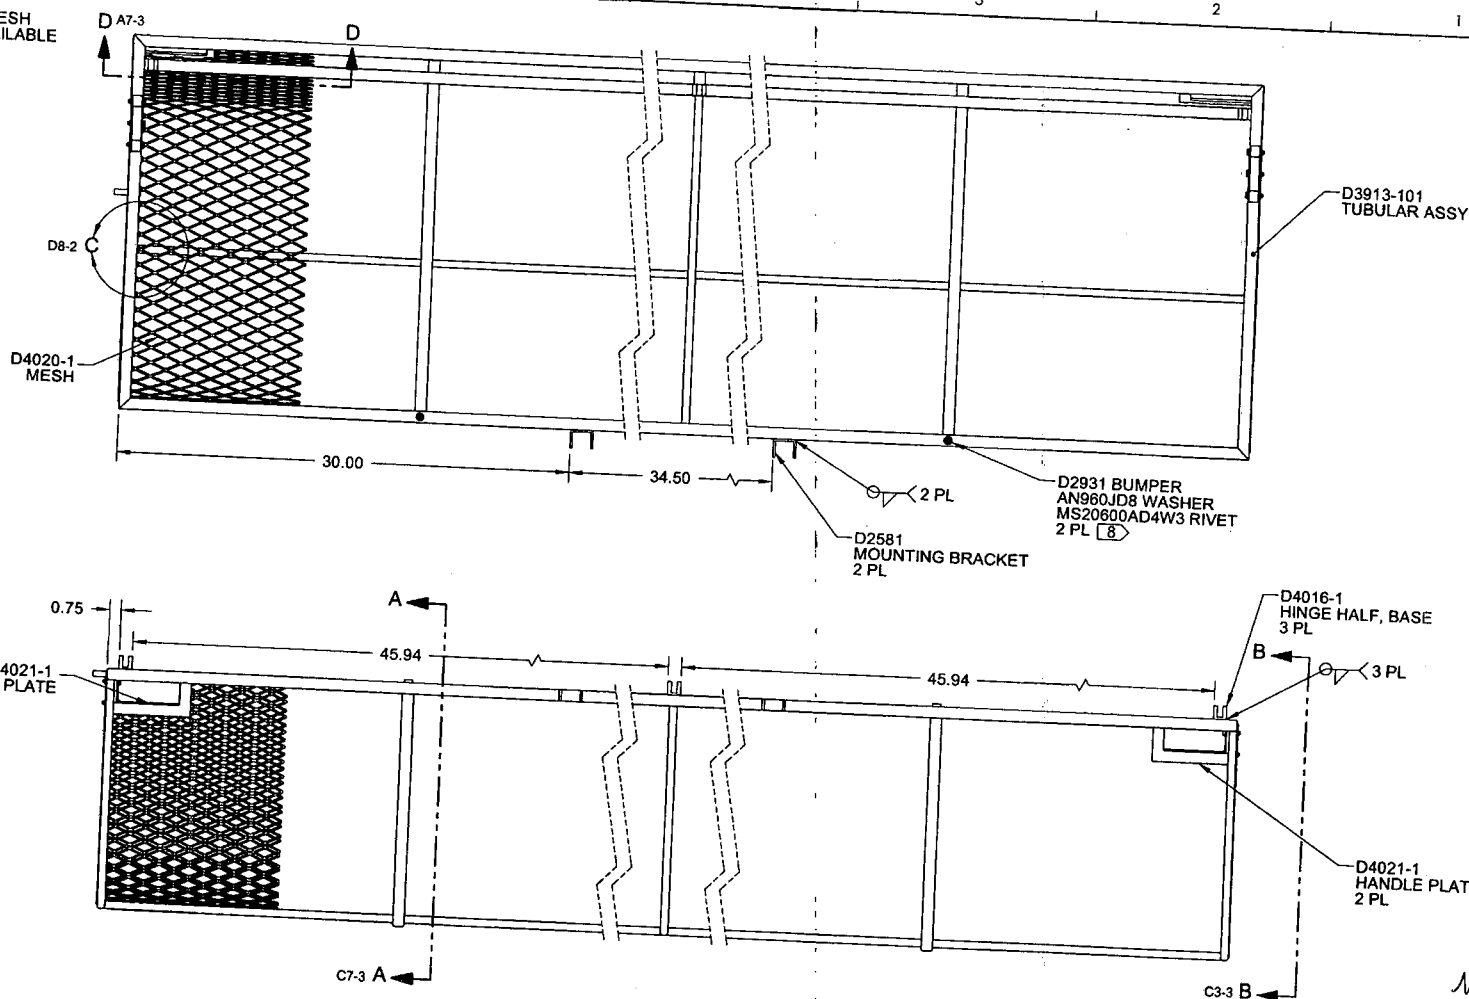 2
1
ESH
ILABLE
D A7-3
D
D3913-101
TUBULAR ASSY
D8-2 C
D4020-1
MESH
30.00
34.50
2 PL
D2931 BUMPER
AN960JD8 WASHER
MS20600AD4W3 RIVET
2 PL 8
D2581
MOUNTING BRACKET
2 PL
0.75
A
45.94
45.94
D4016-1
HINGE HALF, BASE
3 PL
B
3 PL
4021-1
PLATE
D4021-1
HANDLE PLAT
2 PL
C7-3 A
C3-3 B